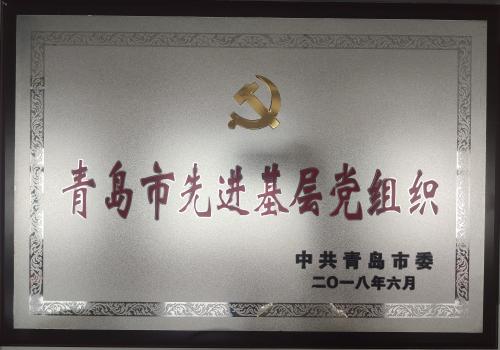 青岛市先进基层党组织
中共青岛市委
二〇一八年六月